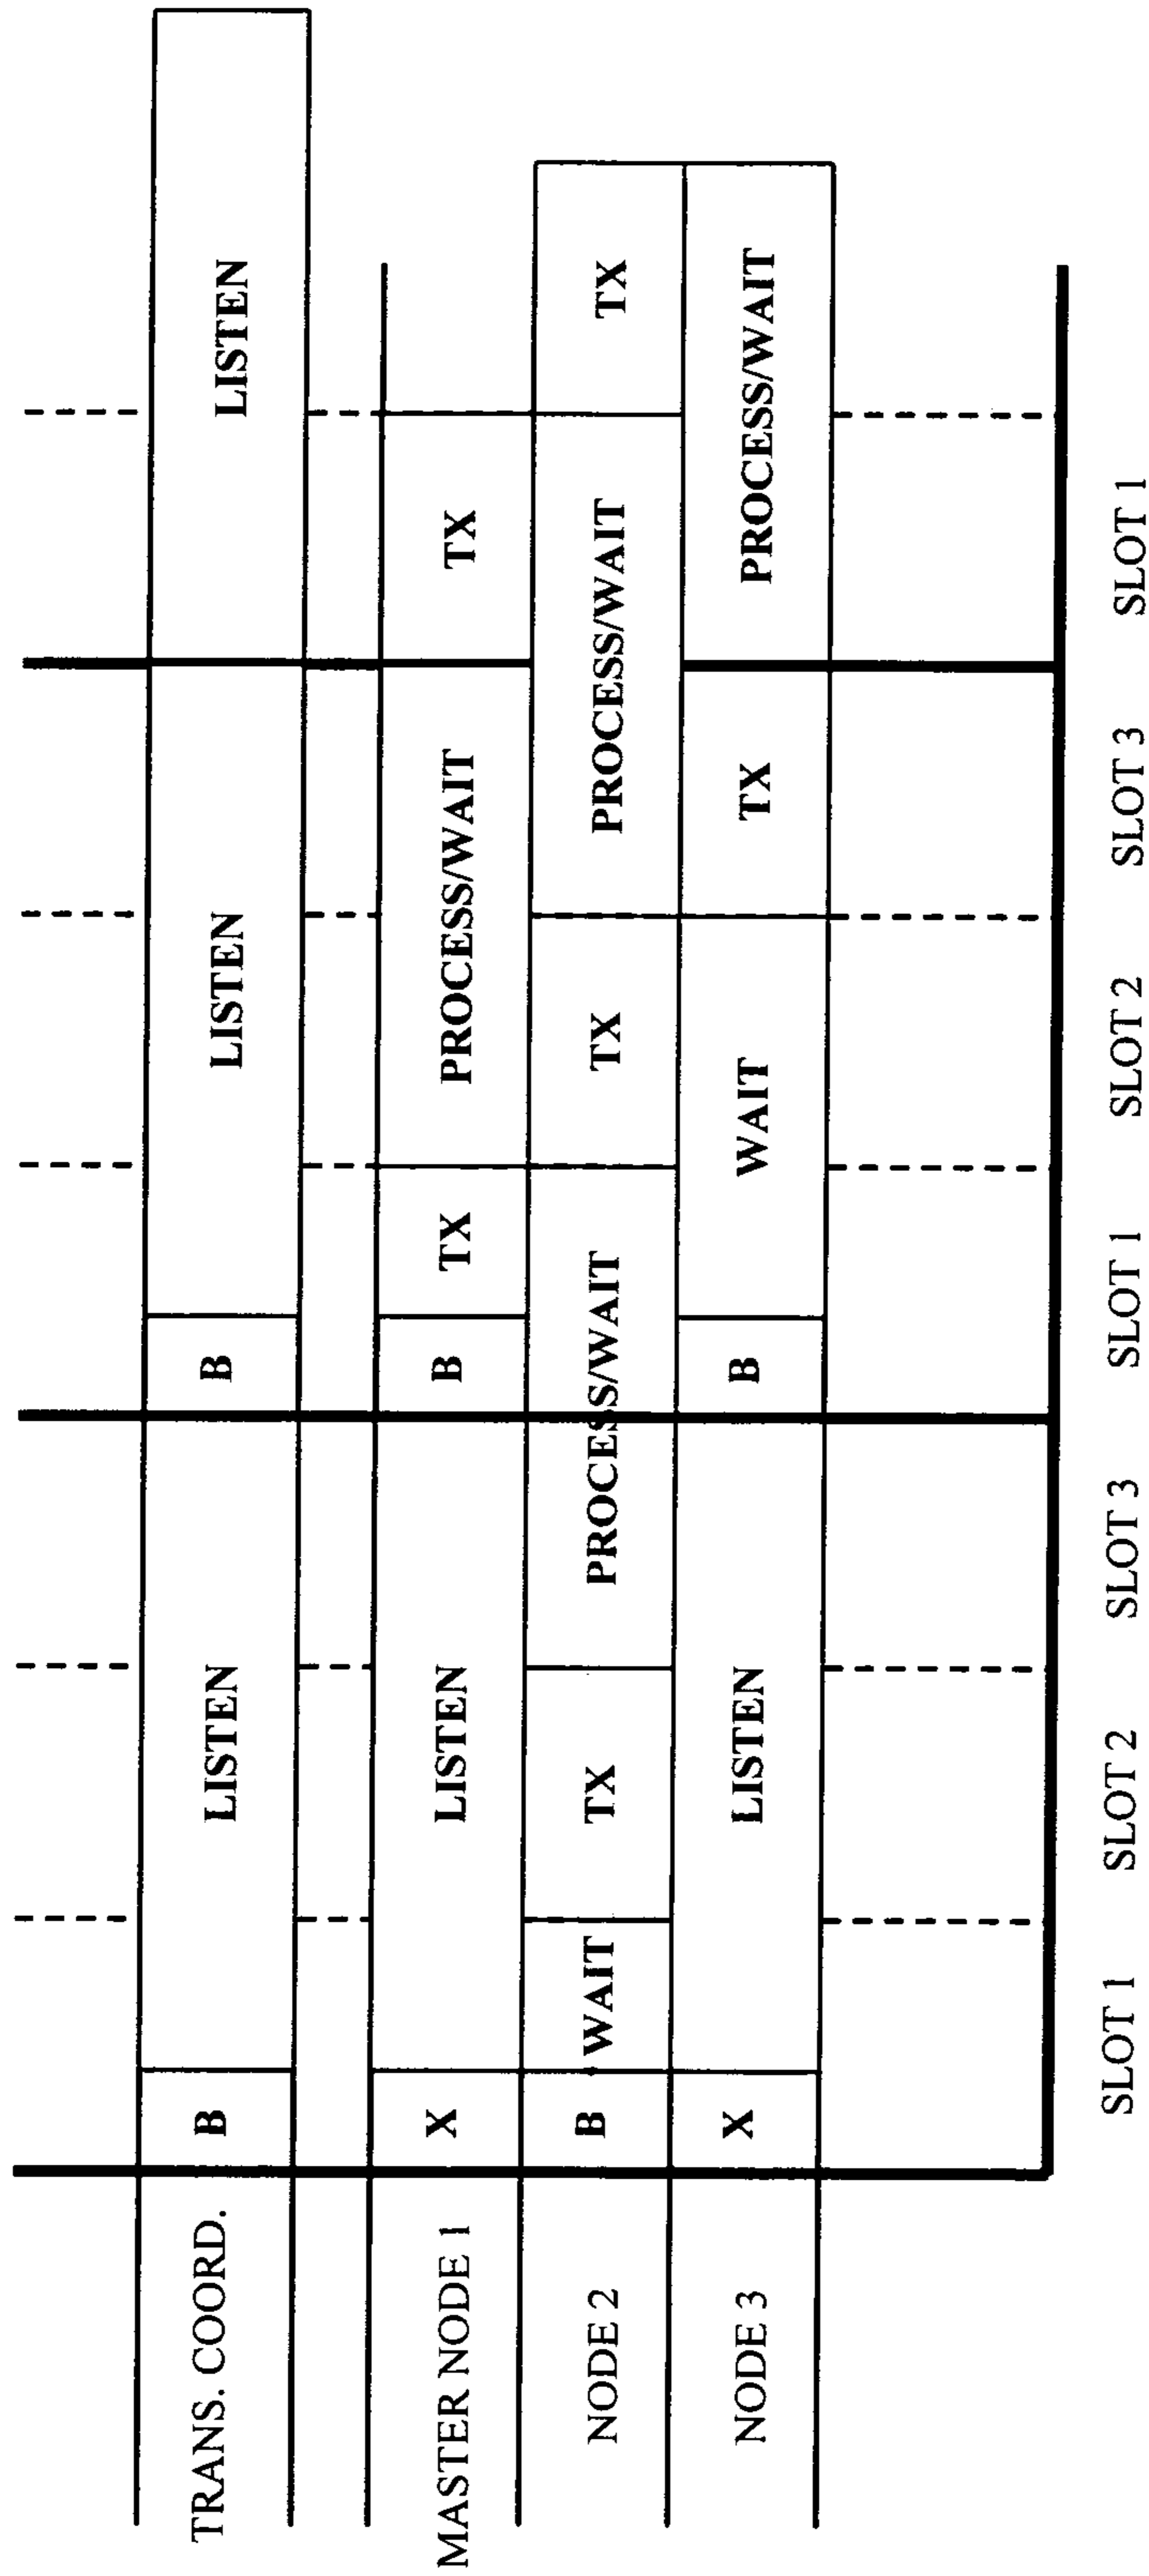 TRANS. COORD. B LISTEN B LISTEN LISTEN
MASTER NODE 1 X LISTEN B TX PROCESS/WAIT TX
NODE 2 B WAIT TX PROCESS/WAIT TX PROCESS/WAIT TX
NODE 3 X LISTEN B WAIT TX PROCESS/WAIT
SLOT 1 SLOT 2 SLOT 3 SLOT 1 SLOT 2 SLOT 3 SLOT 1